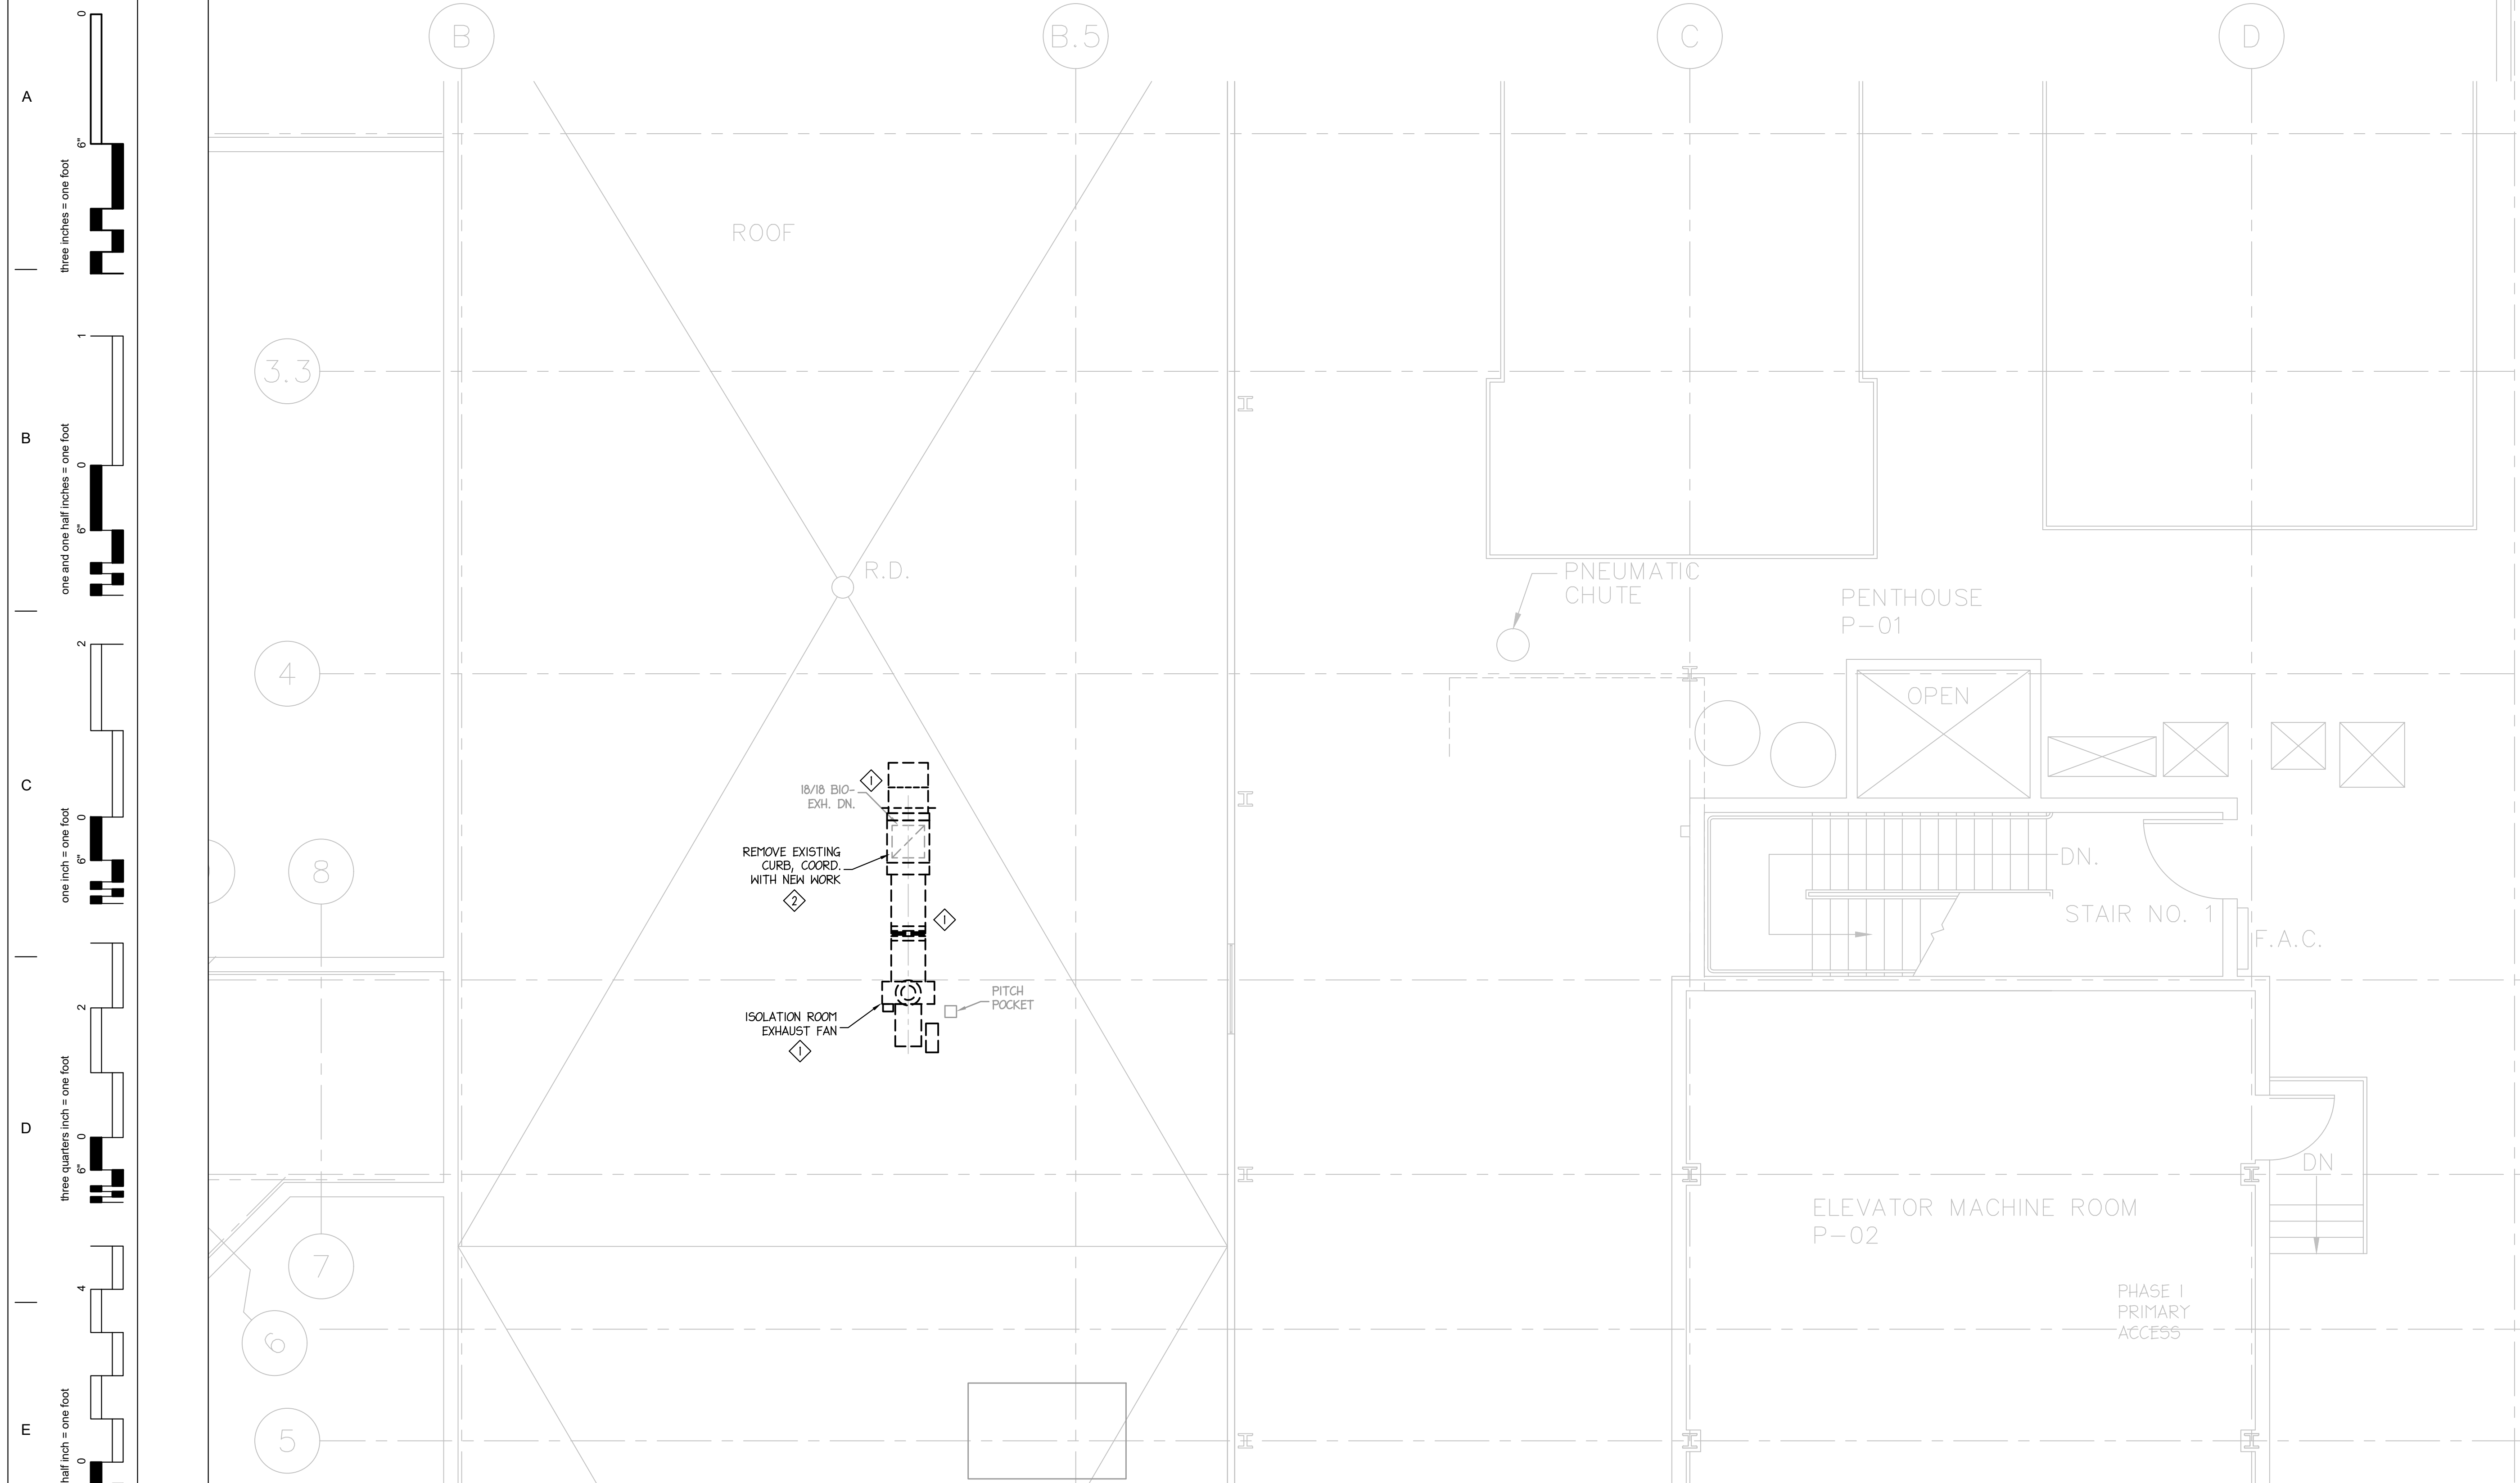 B
B.5
C
D
A
0
6"
three inches = one foot
ROOF
1
3.3
B
0
6"
one and one half inches = one foot
R.D.
PNEUMATIC
CHUTE
PENTHOUSE
P-01
2
4
OPEN
C
0
6"
one inch = one foot
1
18/18 BIO-
EXH. DN.
REMOVE EXISTING
CURB, COORD.
WITH NEW WORK
2
1
8
DN.
STAIR NO. 1
F.A.C.
PITCH
POCKET
ISOLATION ROOM
EXHAUST FAN
1
2
D
0
6"
three quarters inch = one foot
DN
ELEVATOR MACHINE ROOM
P-02
7
4
PHASE 1
PRIMARY
ACCESS
6
E
0
half inch = one foot
5